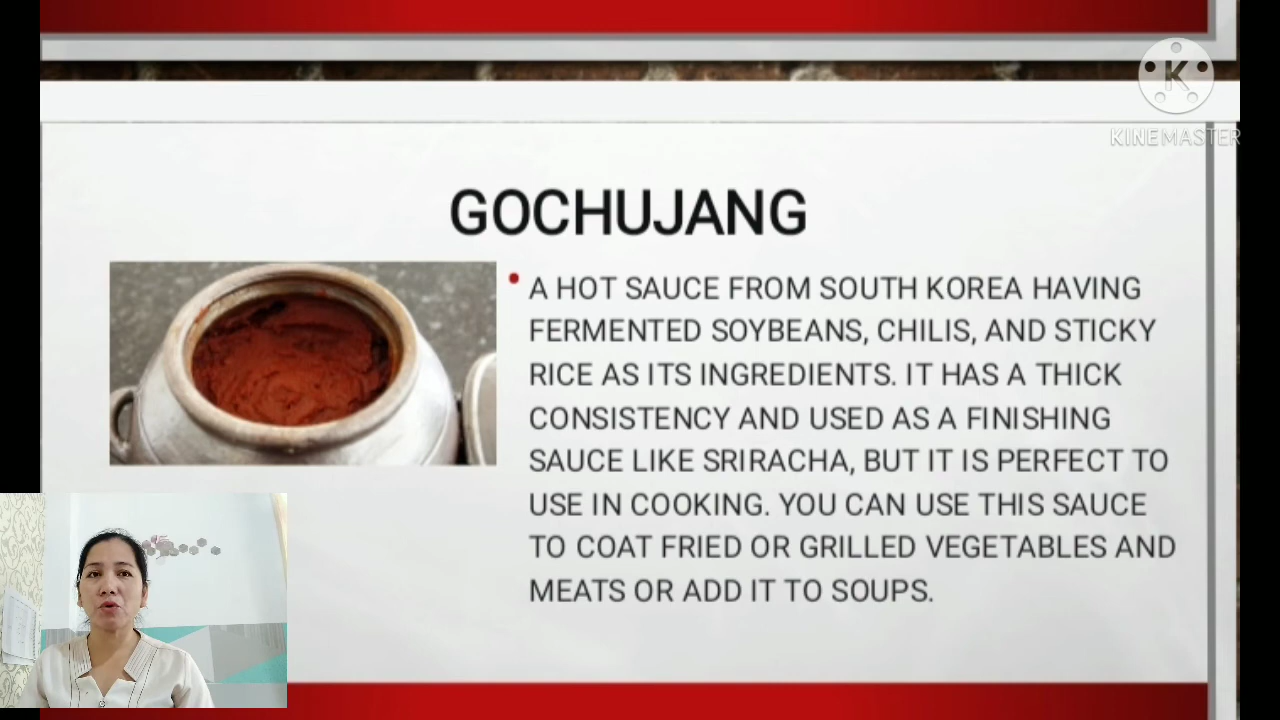 K
KINEMASTER
GOCHUJANG
• A HOT SAUCE FROM SOUTH KOREA HAVING
FERMENTED SOYBEANS, CHILIS, AND STICKY
RICE AS ITS INGREDIENTS. IT HAS A THICK
CONSISTENCY AND USED AS A FINISHING
SAUCE LIKE SRIRACHA, BUT IT IS PERFECT TO
USE IN COOKING. YOU CAN USE THIS SAUCE
TO COAT FRIED OR GRILLED VEGETABLES AND
MEATS OR ADD IT TO SOUPS.